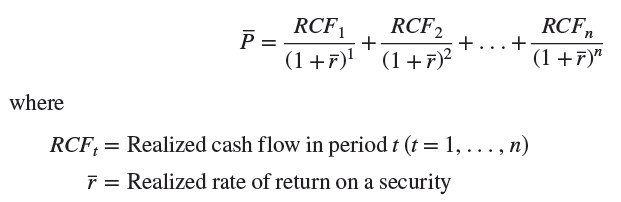 P̅ = RCF₁/(1 + r̅)¹ + RCF₂/(1 + r̅)² + . . . + RCFₙ/(1 + r̅)ⁿ
where
RCFₜ = Realized cash flow in period t (t = 1, . . . , n)
r̅ = Realized rate of return on a security